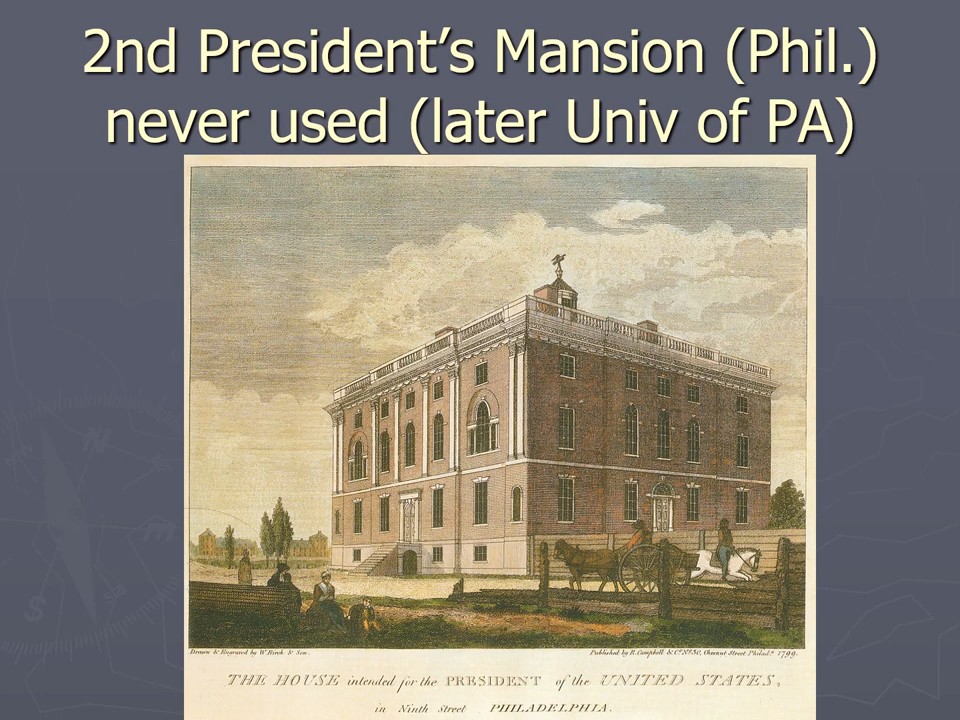 2nd President’s Mansion (Phil.)
never used (later Univ of PA)
Drawn & Engraved by W. Birch & Son.
Published by R. Campbell & Co. No. 30, Chesnut Street Philada. 1799.
THE HOUSE intended for the PRESIDENT of the UNITED STATES,
in Ninth Street PHILADELPHIA.
N
S